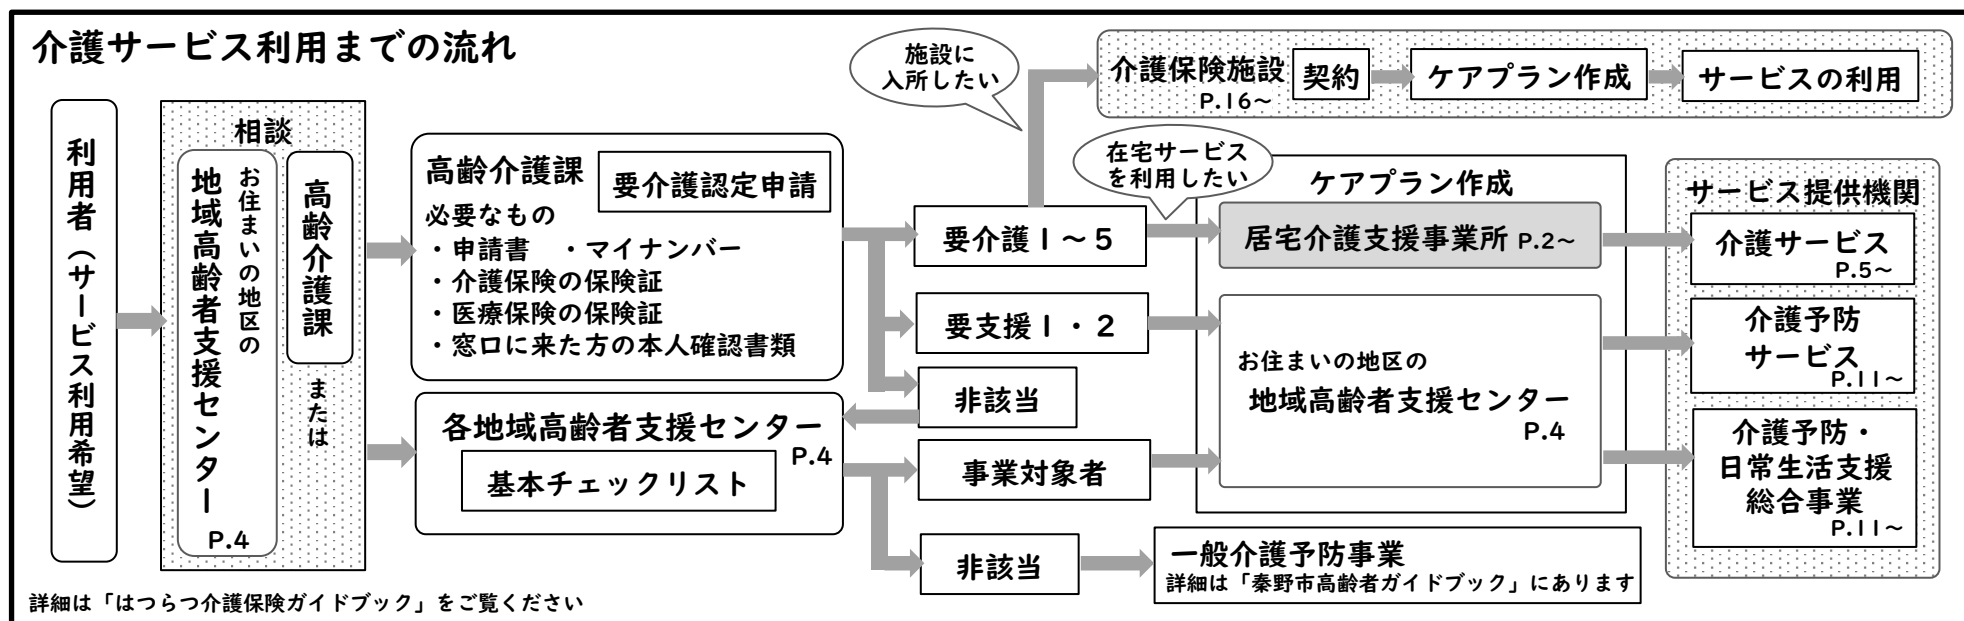 介護サービス利用までの流れ
利用者（サービス利用希望）
相談
お住まいの地区の
地域高齢者支援センター
P.4
高齢介護課
または
高齢介護課
要介護認定申請
必要なもの
・申請書　・マイナンバー
・介護保険の保険証
・医療保険の保険証
・窓口に来た方の本人確認書類
各地域高齢者支援センター
P.4
基本チェックリスト
施設に
入所したい
介護保険施設
P.16～
契約
ケアプラン作成
サービスの利用
在宅サービス
を利用したい
要介護１～５
要支援１・２
非該当
事業対象者
非該当
ケアプラン作成
居宅介護支援事業所 P.2～
お住まいの地区の
地域高齢者支援センター
P.4
一般介護予防事業
詳細は「秦野市高齢者ガイドブック」にあります
サービス提供機関
介護サービス
P.5～
介護予防
サービス
P.11～
介護予防・
日常生活支援
総合事業
P.11～
詳細は「はつらつ介護保険ガイドブック」をご覧ください